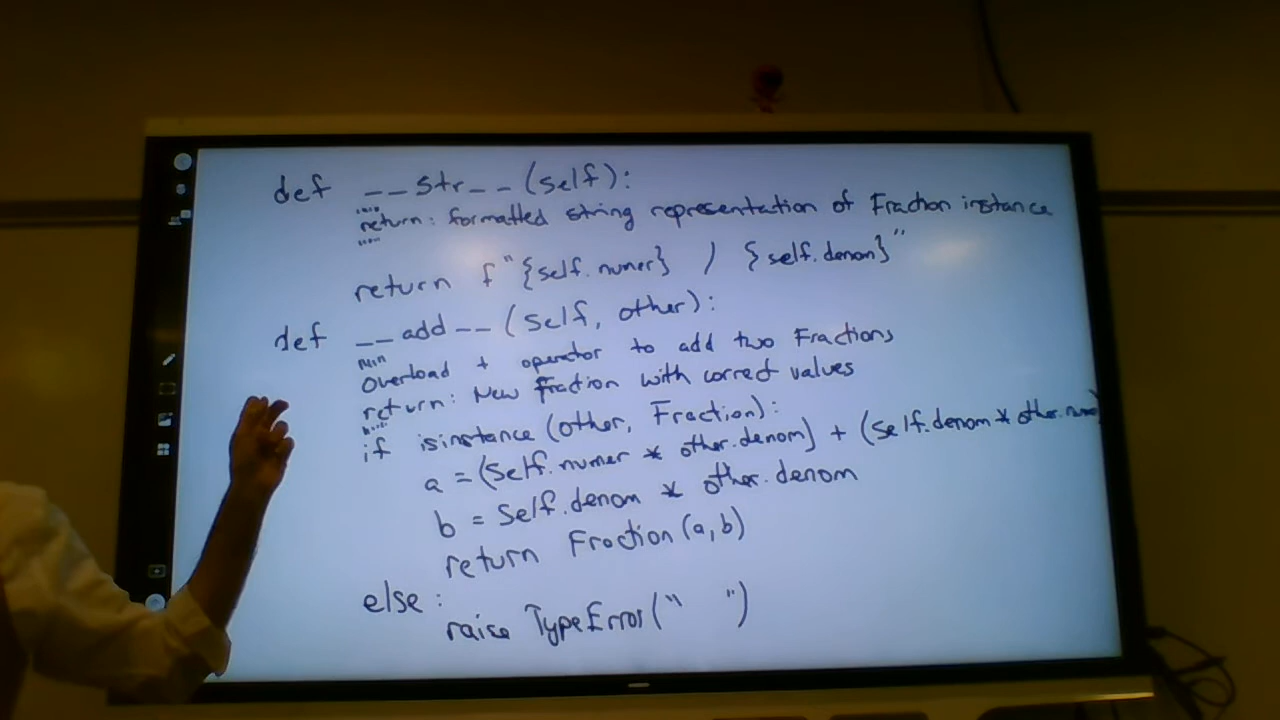 def __str__(self):
"""
return: formatted string representation of Fraction instance
"""
return f"{self.numer} / {self.denom}"
def __add__(self, other):
"""
Overload + operator to add two Fractions
return: New Fraction with correct values
"""
if isinstance(other, Fraction):
a = (self.numer * other.denom) + (self.denom * other.num
b = self.denom * other.denom
return Fraction(a,b)
else:
raise TypeError(" ")